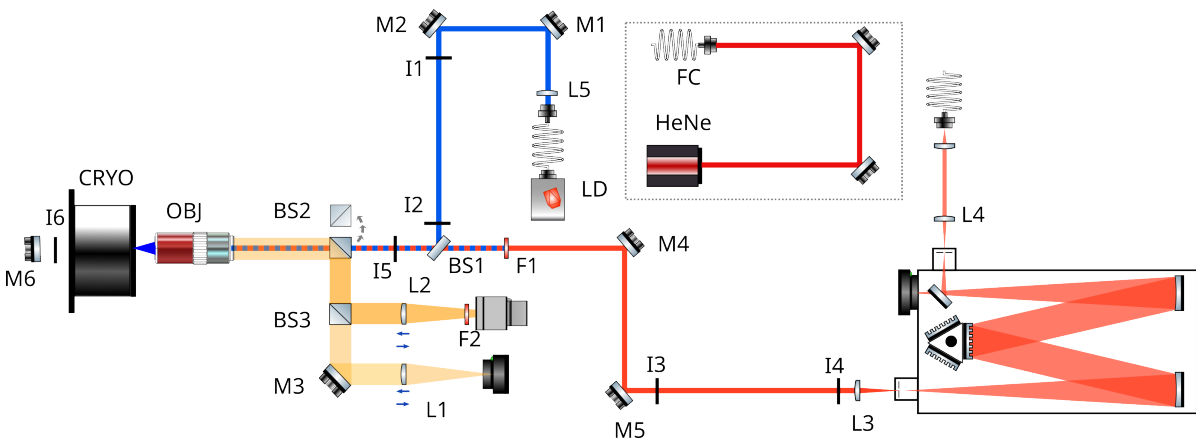 M2
M1
I1
FC
L5
HeNe
LD
CRYO
I6
OBJ
BS2
I2
L4
M4
M6
I5
BS1
F1
L2
BS3
F2
I3
I4
M3
L1
L3
M5